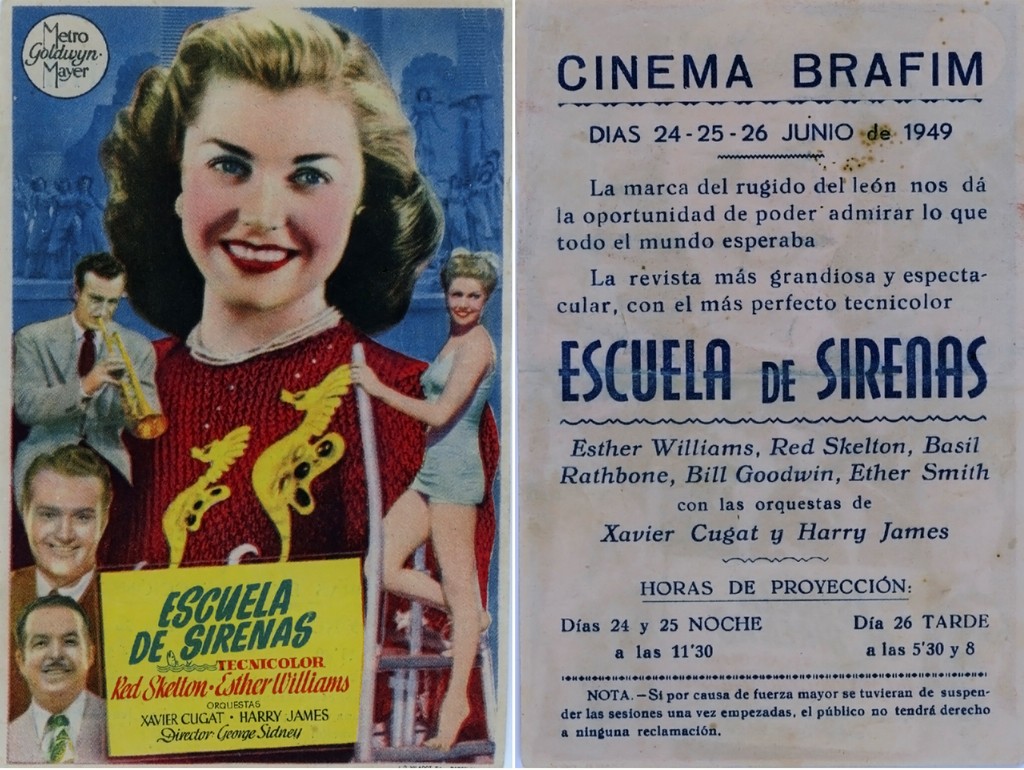 Metro
Goldwyn-
Mayer
ESCUELA
DE SIRENAS
TECNICOLOR
Red Skelton · Esther Williams
ORQUESTAS
XAVIER CUGAT · HARRY JAMES
Director George Sidney
CINEMA BRAFIM
DIAS 24-25-26 JUNIO de 1949
La marca del rugido del león nos dá
la oportunidad de poder admirar lo que
todo el mundo esperaba
La revista más grandiosa y especta-
cular, con el más perfecto tecnicolor
ESCUELA DE SIRENAS
Esther Williams, Red Skelton, Basil
Rathbone, Bill Goodwin, Ether Smith
con las orquestas de
Xavier Cugat y Harry James
HORAS DE PROYECCIÓN:
Días 24 y 25 NOCHE
a las 11'30
Día 26 TARDE
a las 5'30 y 8
NOTA.—Si por causa de fuerza mayor se tuvieran de suspen-
der las sesiones una vez empezadas, el público no tendrá derecho
a ninguna reclamación.